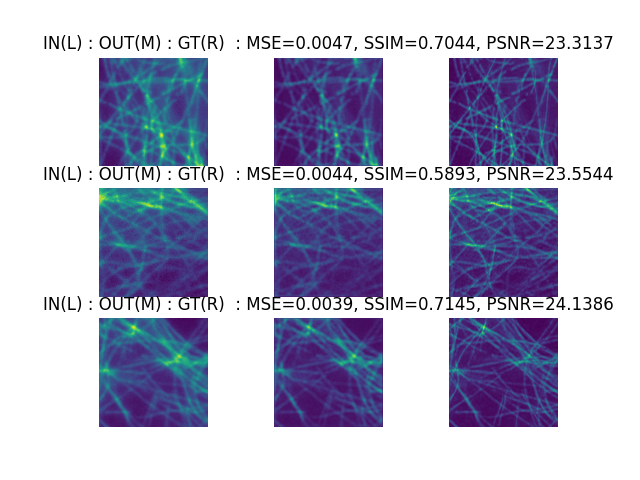 IN(L) : OUT(M) : GT(R)  : MSE=0.0047, SSIM=0.7044, PSNR=23.3137
IN(L) : OUT(M) : GT(R)  : MSE=0.0044, SSIM=0.5893, PSNR=23.5544
IN(L) : OUT(M) : GT(R)  : MSE=0.0039, SSIM=0.7145, PSNR=24.1386